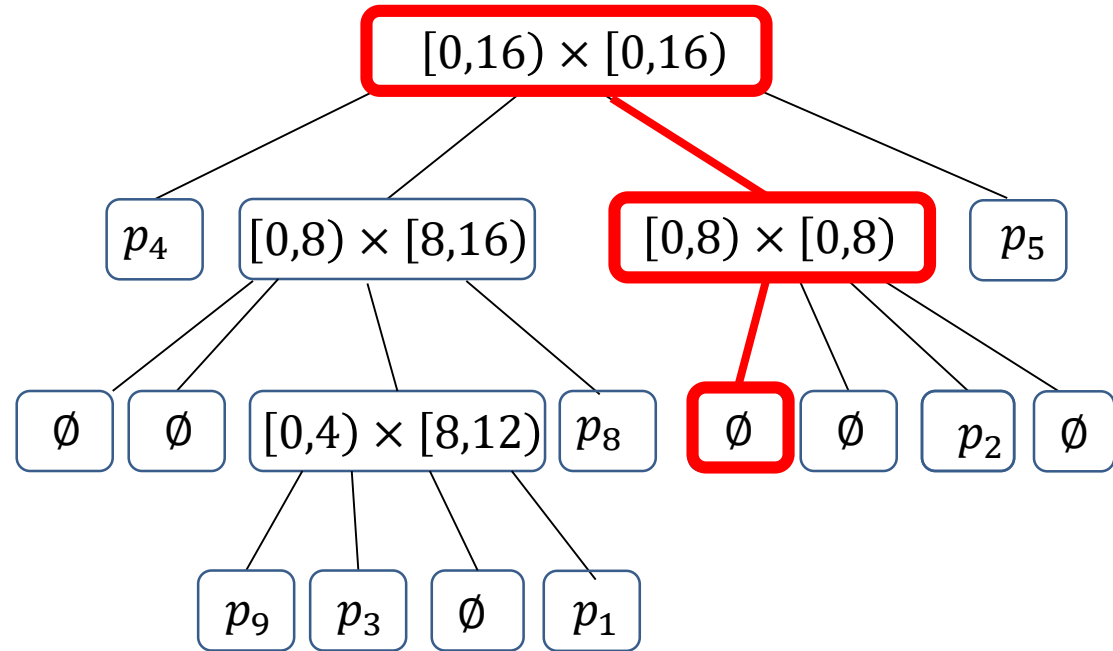 [0,16) × [0,16)
p₄ [0,8) × [8,16) [0,8) × [0,8) p₅
∅ ∅ [0,4) × [8,12) p₈ ∅ ∅ p₂ ∅
p₉ p₃ ∅ p₁